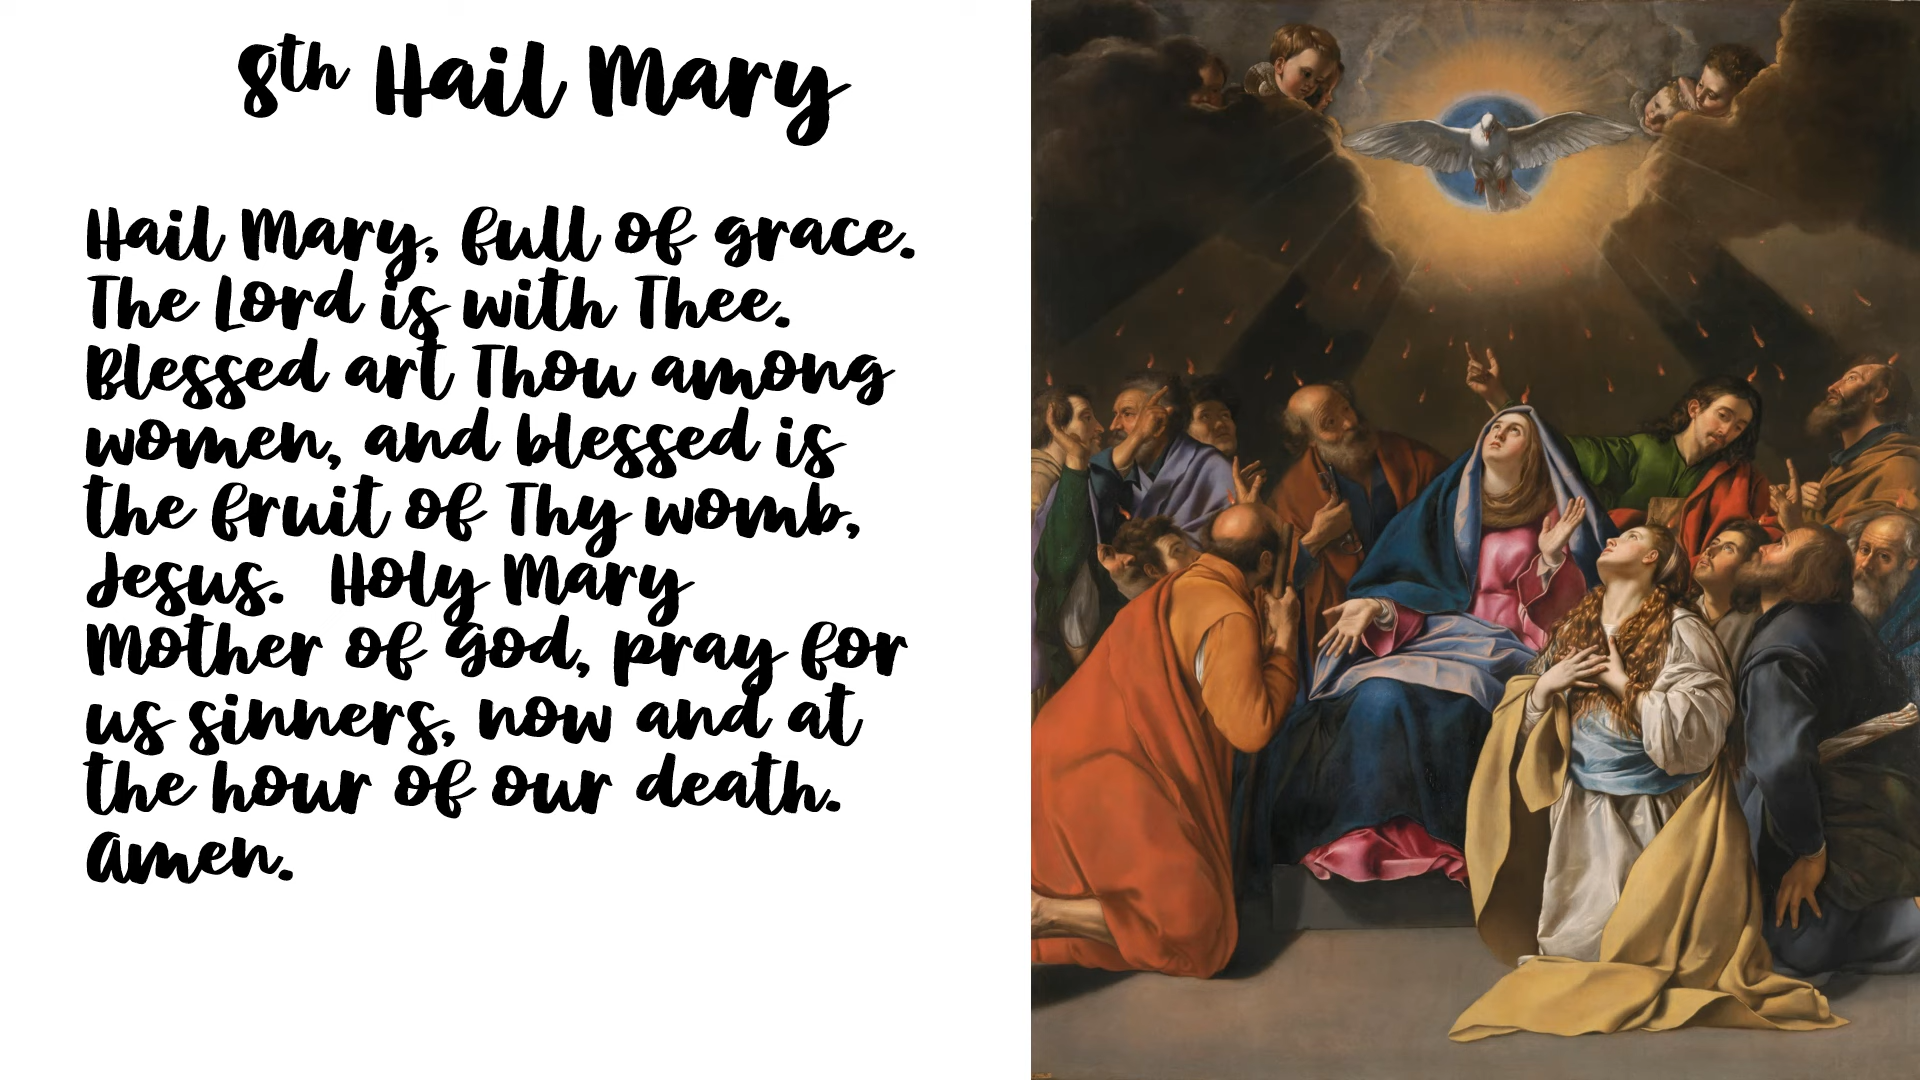 8th Hail Mary
Hail Mary, full of grace.
The Lord is with Thee.
Blessed art Thou among
women, and blessed is
the fruit of Thy womb,
Jesus. Holy Mary
Mother of God, pray for
us sinners, now and at
the hour of our death.
Amen.